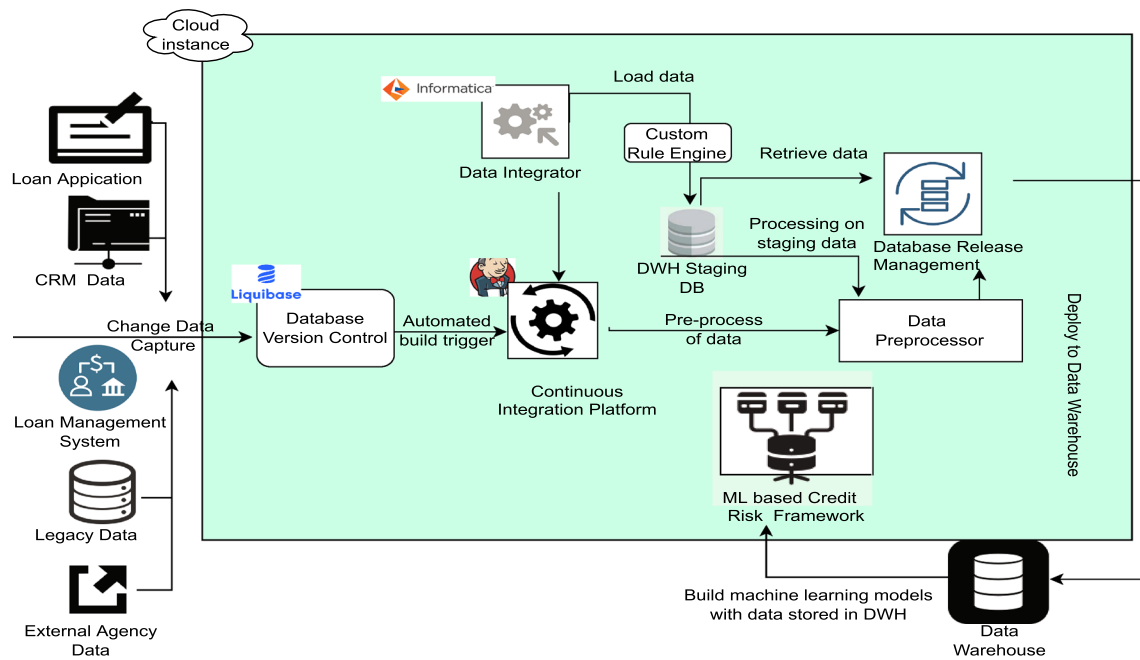 Cloud
instance
Informatica
Load data
Custom
Rule Engine
Data Integrator
Retrieve data
Loan Appication
Processing on
staging data
Database Release
Management
CRM Data
DWH Staging
DB
Liquibase
Change Data
Capture
Database
Version Control
Automated
build trigger
Pre-process
of data
Data
Preprocessor
Deploy to Data Warehouse
Continuous
Integration Platform
Loan Management
System
ML based Credit
Risk Framework
Legacy Data
External Agency
Data
Build machine learning models
with data stored in DWH
Data
Warehouse